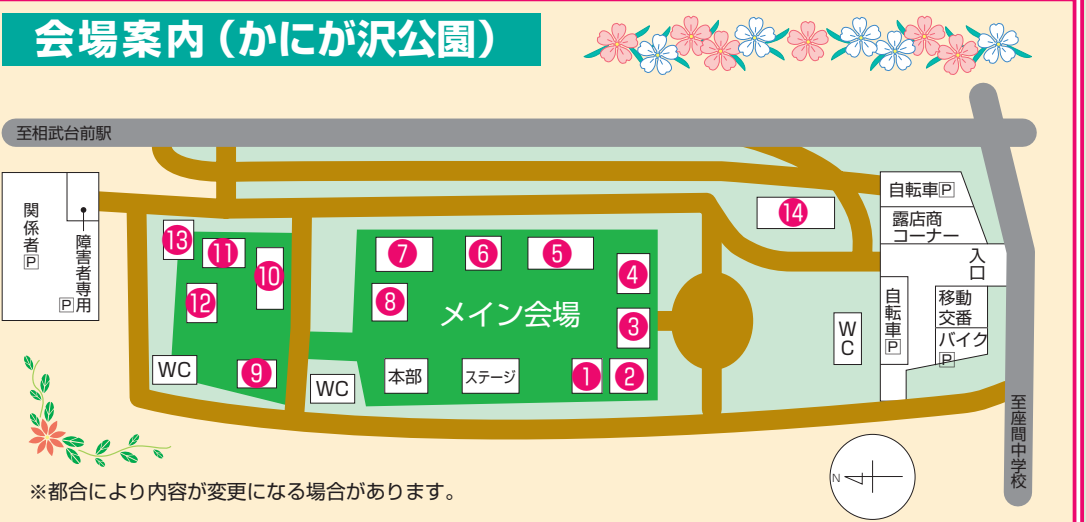 会場案内（かにが沢公園）
至相武台前駅
関係者🄿
障害者専用🄿
⑬
⑪
⑩
⑫
⑨
WC
WC
⑦
⑥
⑤
④
⑧
メイン会場
③
本部
ステージ
①
②
⑭
自転車🄿
露店商
コーナー
入口
自転車🄿
移動
交番
バイク
🄿
WC
至座間中学校
N
※都合により内容が変更になる場合があります。